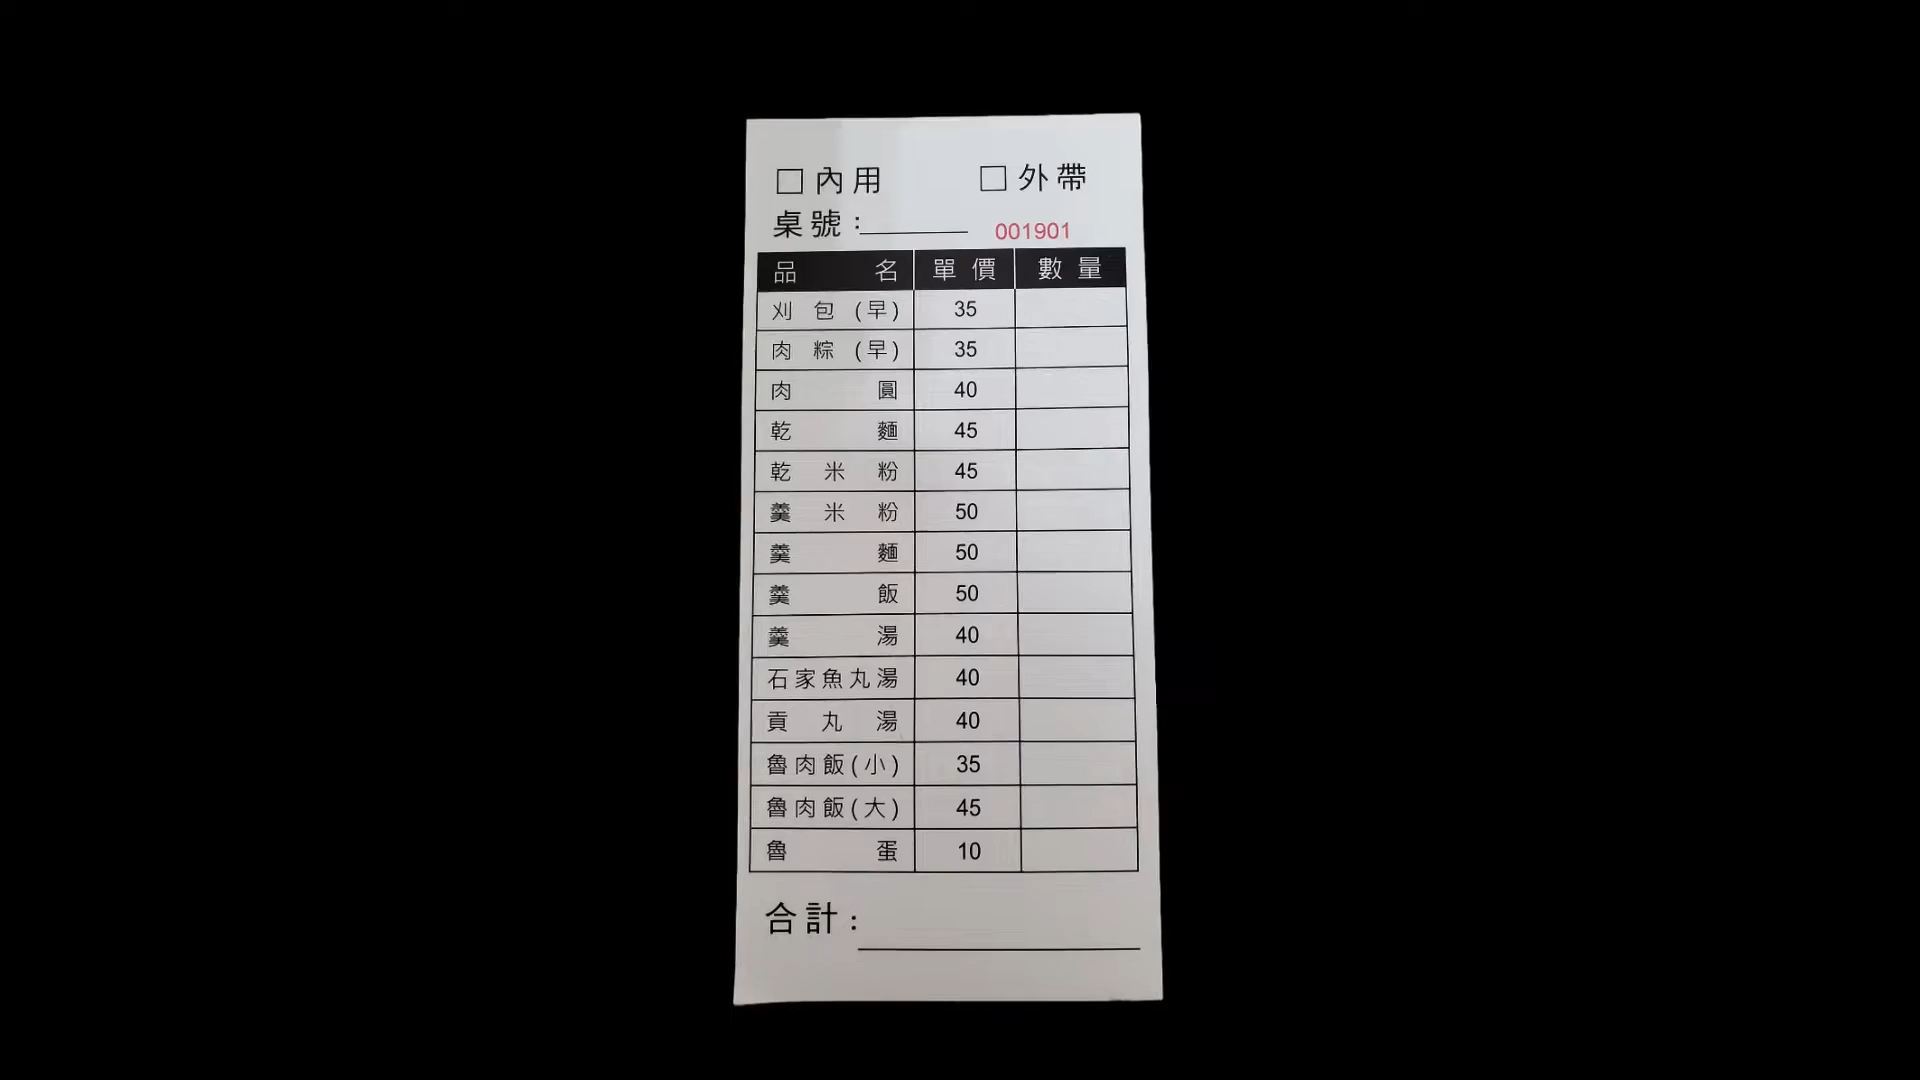 □內用 □外帶
桌號：
001901
品名 單價 數量
刈包(早) 35
肉粽(早) 35
肉圓 40
乾麵 45
乾米粉 45
羹米粉 50
羹麵 50
羹飯 50
羹湯 40
石家魚丸湯 40
貢丸湯 40
魯肉飯(小) 35
魯肉飯(大) 45
魯蛋 10
合計：